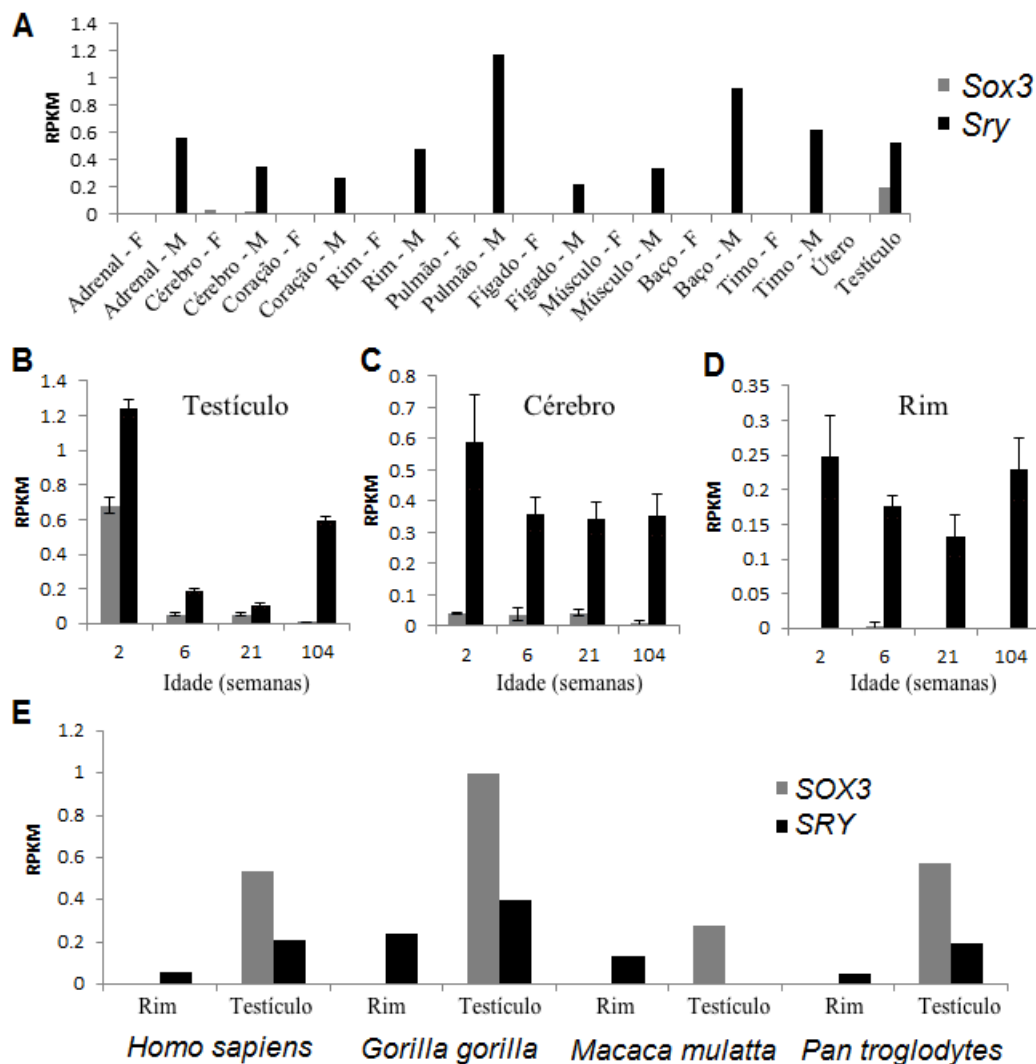 A
1.4
1.2
1
0.8
0.6
0.4
0.2
0
RPKM
Sox3
Sry
Adrenal - F
Adrenal - M
Cérebro - F
Cérebro - M
Coração - F
Coração - M
Rim - F
Rim - M
Pulmão - F
Pulmão - M
Fígado - F
Fígado - M
Músculo - F
Músculo - M
Baço - F
Baço - M
Timo - F
Timo - M
Útero
Testículo
B
Testículo
1.4
1.2
1
0.8
0.6
0.4
0.2
0
RPKM
2 6 21 104
Idade (semanas)
C
Cérebro
0.8
0.7
0.6
0.5
0.4
0.3
0.2
0.1
0
RPKM
2 6 21 104
Idade (semanas)
D
Rim
0.35
0.3
0.25
0.2
0.15
0.1
0.05
0
RPKM
2 6 21 104
Idade (semanas)
E
1.2
1
0.8
0.6
0.4
0.2
0
RPKM
SOX3
SRY
Rim Testículo Rim Testículo Rim Testículo Rim Testículo
Homo sapiens Gorilla gorilla Macaca mulatta Pan troglodytes